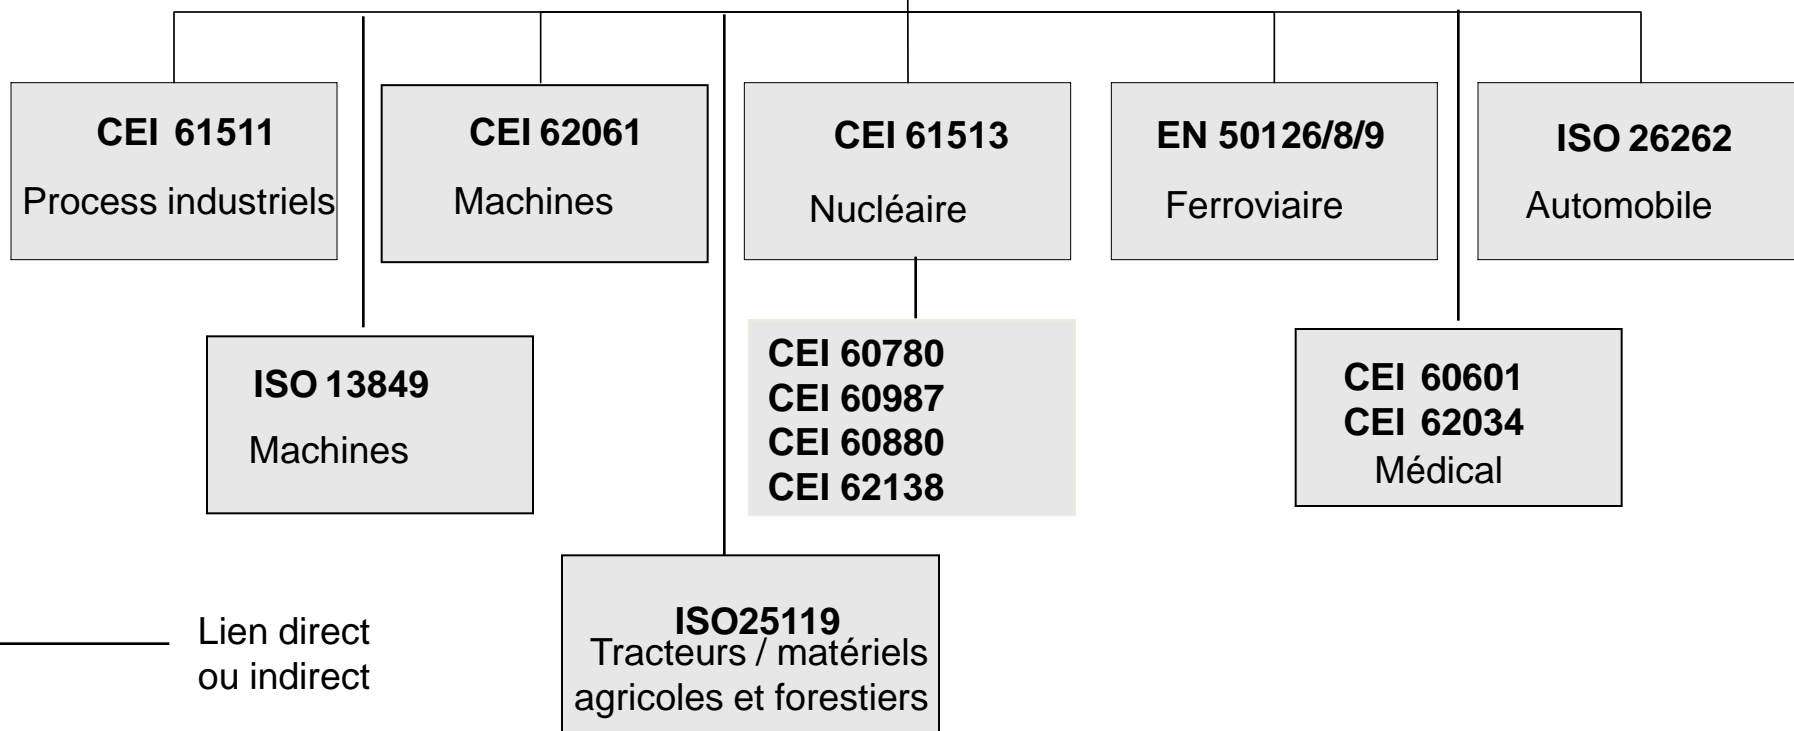 CEI 61511
Process industriels
CEI 62061
Machines
CEI 61513
Nucléaire
EN 50126/8/9
Ferroviaire
ISO 26262
Automobile
ISO 13849
Machines
CEI 60780
CEI 60987
CEI 60880
CEI 62138
CEI 60601
CEI 62034
Médical
ISO25119
Tracteurs / matériels
agricoles et forestiers
Lien direct
ou indirect